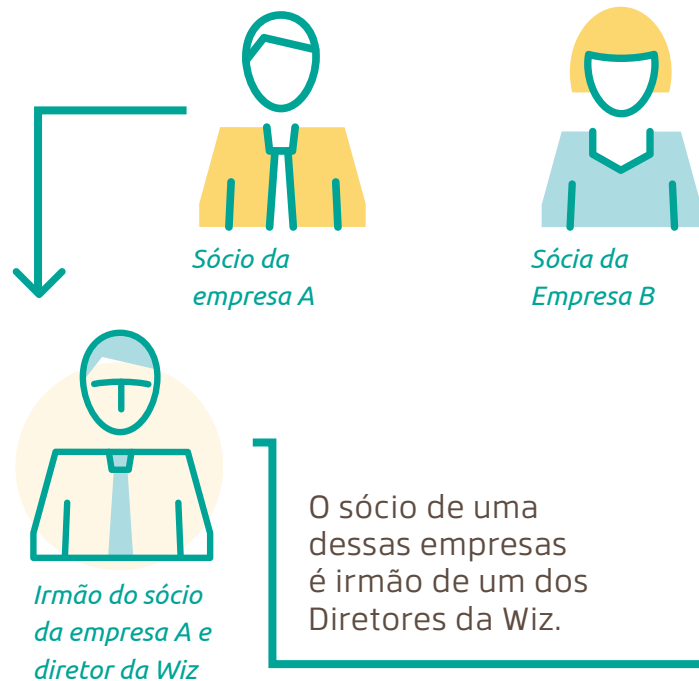 Sócio da
empresa A
Sócia da
Empresa B
Irmão do sócio
da empresa A e
diretor da Wiz
O sócio de uma
dessas empresas
é irmão de um dos
Diretores da Wiz.